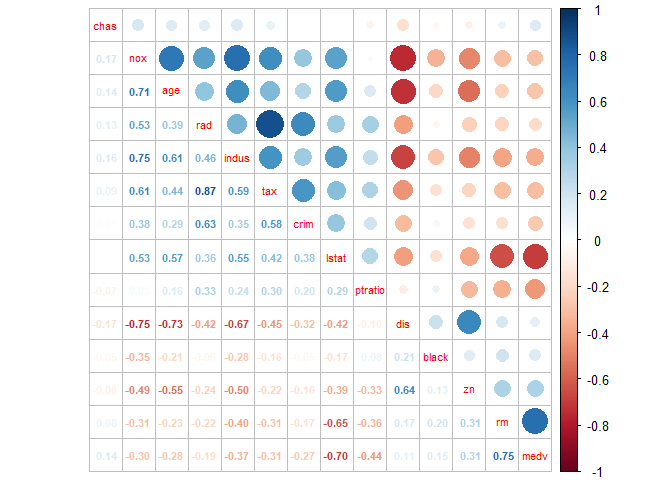 chas
0.17 nox
0.14 0.71 age
0.13 0.53 0.39 rad
0.16 0.75 0.61 0.46 indus
0.09 0.61 0.44 0.87 0.59 tax
0.38 0.29 0.63 0.35 0.58 crim
0.53 0.57 0.36 0.55 0.42 0.38 lstat
-0.07 0.16 0.33 0.24 0.30 0.20 0.29 ptratio
-0.17 -0.75 -0.73 -0.42 -0.67 -0.45 -0.32 -0.42 -0.10 dis
-0.35 -0.21 -0.28 -0.16 -0.17 0.08 0.21 black
-0.08 -0.49 -0.55 -0.24 -0.50 -0.22 -0.16 -0.39 -0.33 0.64 0.13 zn
0.08 -0.31 -0.23 -0.22 -0.40 -0.31 -0.17 -0.65 -0.36 0.17 0.20 0.31 rm
0.14 -0.30 -0.28 -0.19 -0.37 -0.31 -0.27 -0.70 -0.44 0.11 0.15 0.31 0.75 medv
1
0.8
0.6
0.4
0.2
0
-0.2
-0.4
-0.6
-0.8
-1